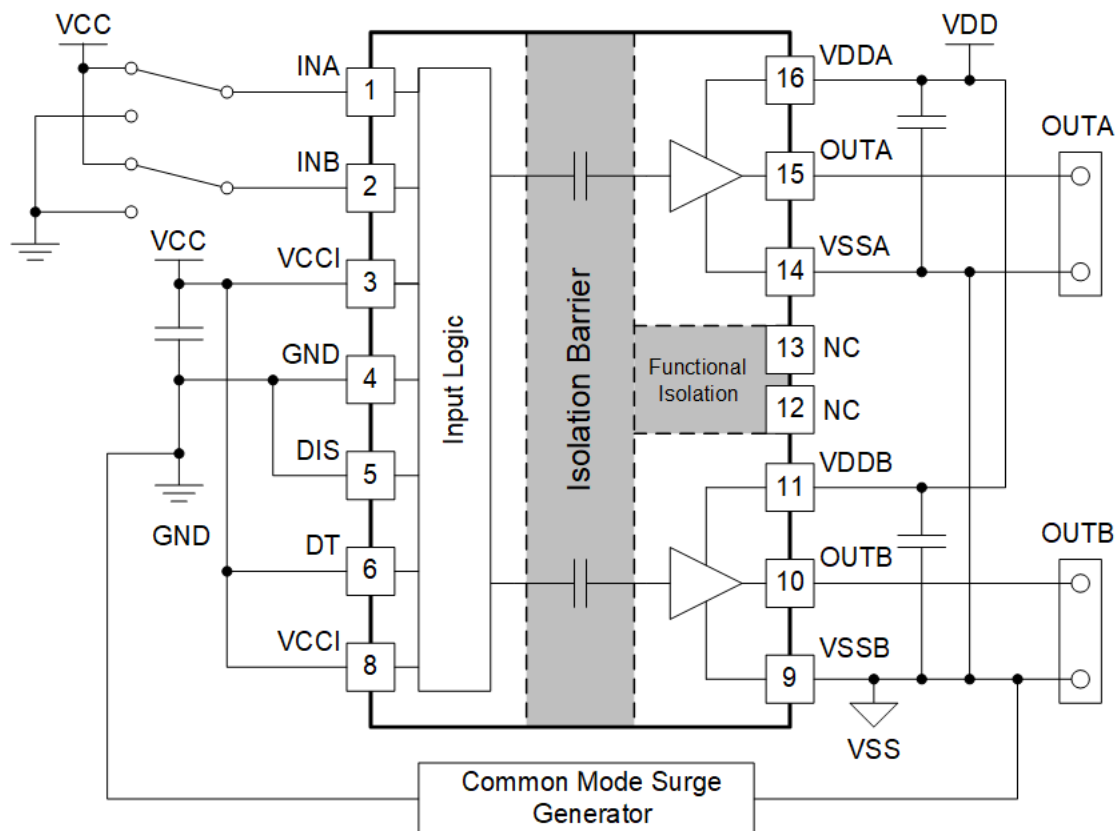 VCC
INA
1
INB
2
VCC
VCCI
3
GND
4
DIS
5
GND
DT
6
VCCI
8
Input Logic
Isolation Barrier
Functional
Isolation
VDDA
16
VDD
OUTA
15
OUTA
VSSA
14
13
NC
12
NC
VDDB
11
OUTB
10
OUTB
VSSB
9
VSS
Common Mode Surge
Generator